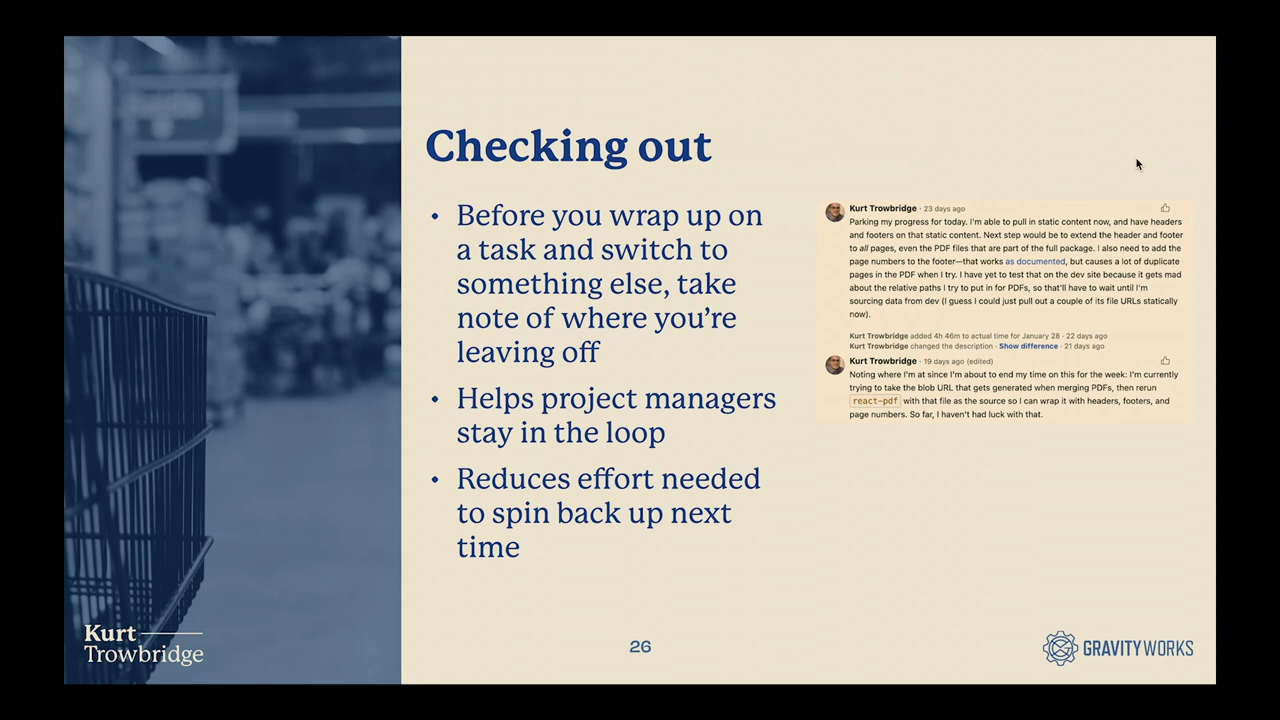 Checking out
• Before you wrap up on
a task and switch to
something else, take
note of where you’re
leaving off
• Helps project managers
stay in the loop
• Reduces effort needed
to spin back up next
time
Kurt Trowbridge · 23 days ago
Parking my progress for today. I'm able to pull in static content now, and have headers
and footers on that static content. Next step would be to extend the header and footer
to all pages, even the PDF files that are part of the full package. I also need to add the
page numbers to the footer—that works as documented, but causes a lot of duplicate
pages in the PDF when I try. I have yet to test that on the dev site because it gets mad
about the relative paths I try to put in for PDFs, so that'll have to wait until I'm
sourcing data from dev (I guess I could just pull out a couple of its file URLs statically
now).
Kurt Trowbridge added 4h 46m to actual time for January 28 · 22 days ago
Kurt Trowbridge changed the description · Show difference · 21 days ago
Kurt Trowbridge · 19 days ago (edited)
Noting where I'm at since I'm about to end my time on this for the week: I'm currently
trying to take the blob URL that gets generated when merging PDFs, then rerun
react-pdf with that file as the source so I can wrap it with headers, footers, and
page numbers. So far, I haven't had luck with that.
Kurt
Trowbridge
26
GRAVITYWORKS